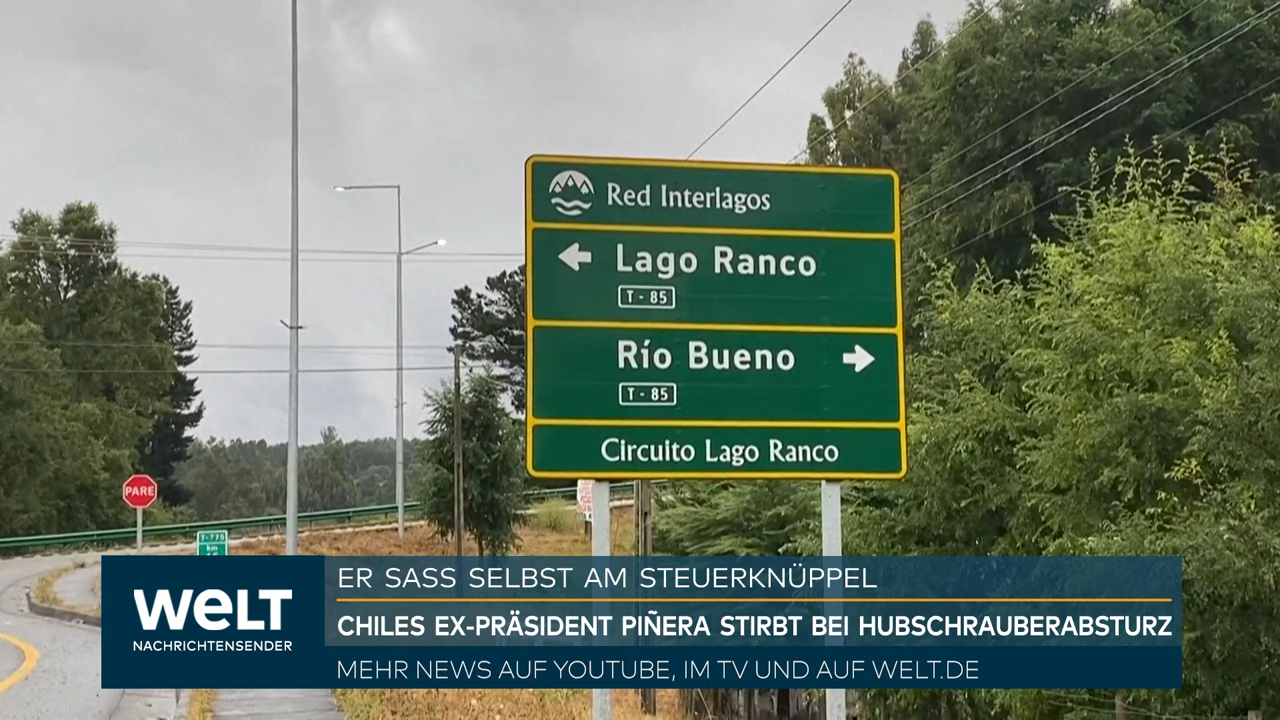 Red Interlagos
Lago Ranco
T - 85
Río Bueno
T - 85
Circuito Lago Ranco
PARE
T-775
km
WELT
NACHRICHTENSENDER
ER SASS SELBST AM STEUERKNÜPPEL
CHILES EX-PRÄSIDENT PIÑERA STIRBT BEI HUBSCHRAUBERABSTURZ
MEHR NEWS AUF YOUTUBE, IM TV UND AUF WELT.DE